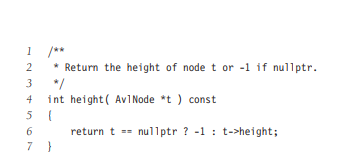 1 /**
2 * Return the height of node t or -1 if nullptr.
3 */
4 int height( AvlNode *t ) const
5 {
6 return t == nullptr ? -1 : t->height;
7 }